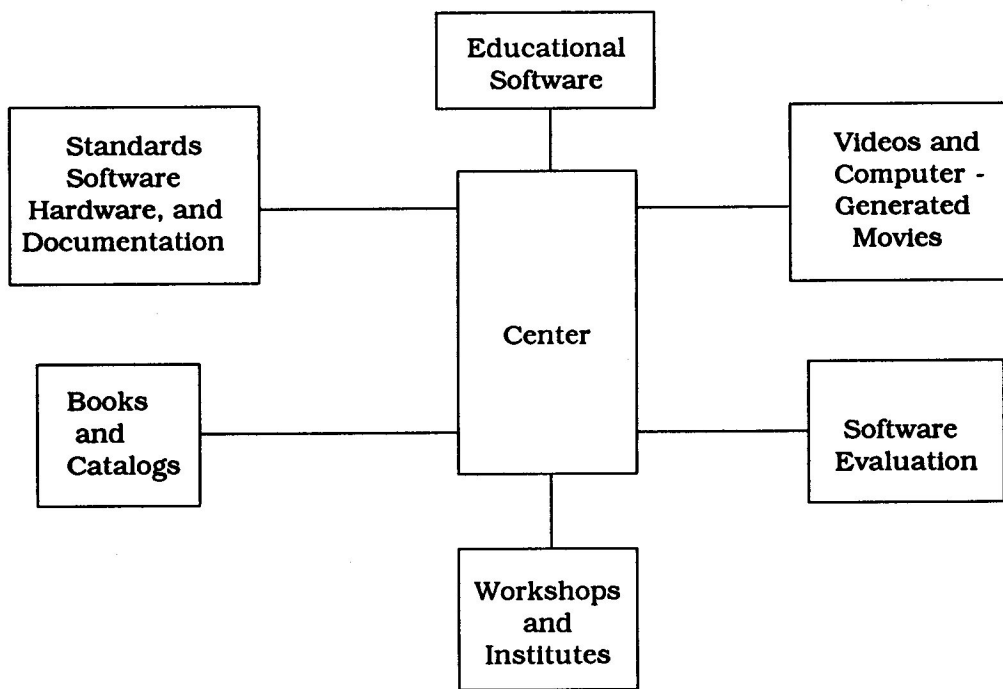 Educational
Software
Standards
Software
Hardware, and
Documentation
Videos and
Computer -
Generated
Movies
Center
Books
and
Catalogs
Software
Evaluation
Workshops
and
Institutes